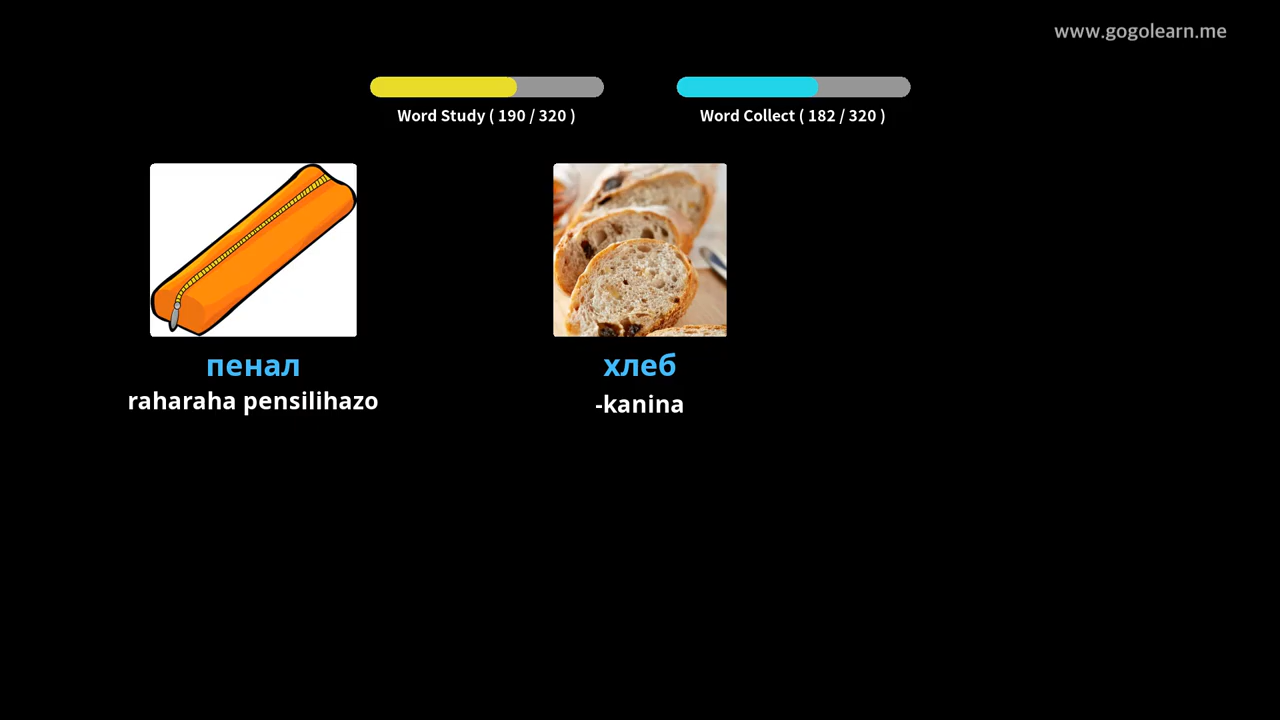 www.gogolearn.me
Word Study ( 190 / 320 )
Word Collect ( 182 / 320 )
пенал
raharaha pensilihazo
хлеб
-kanina